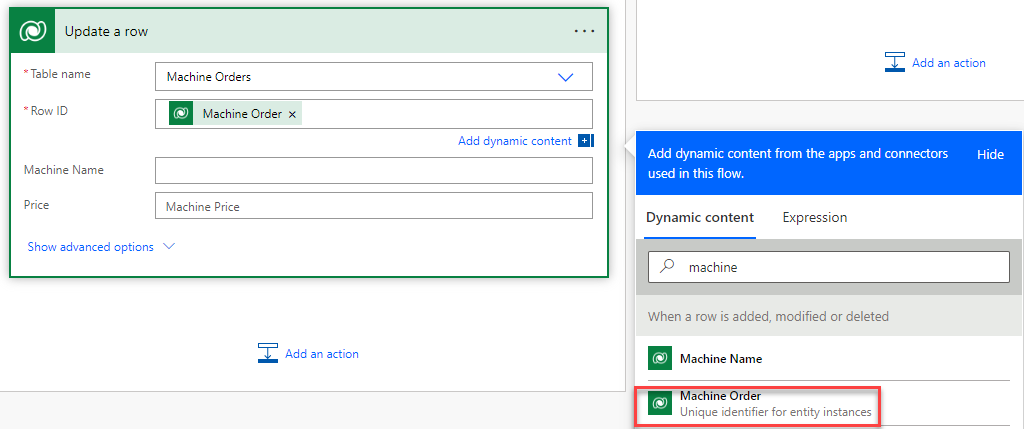 Update a row
...
* Table name
Machine Orders
* Row ID
Machine Order ×
Add dynamic content
Machine Name
Price
Machine Price
Show advanced options
Add an action
Add an action
Add dynamic content from the apps and connectors
used in this flow.
Hide
Dynamic content
Expression
machine
When a row is added, modified or deleted
Machine Name
Machine Order
Unique identifier for entity instances